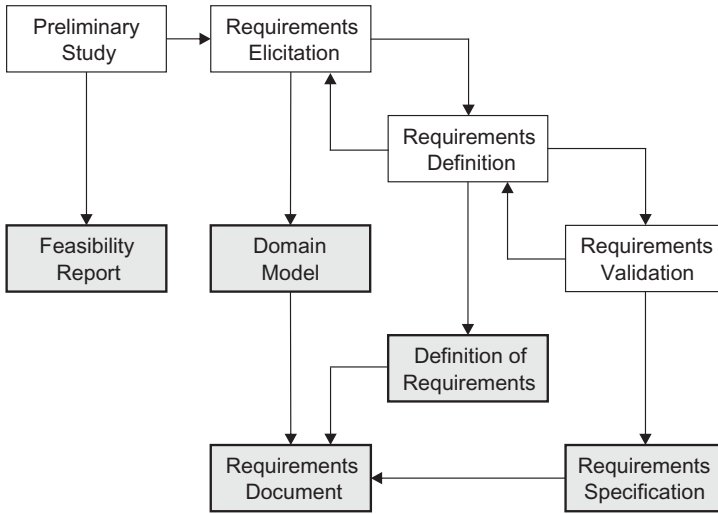 Preliminary
Study
Requirements
Elicitation
Requirements
Definition
Feasibility
Report
Domain
Model
Requirements
Validation
Definition of
Requirements
Requirements
Document
Requirements
Specification